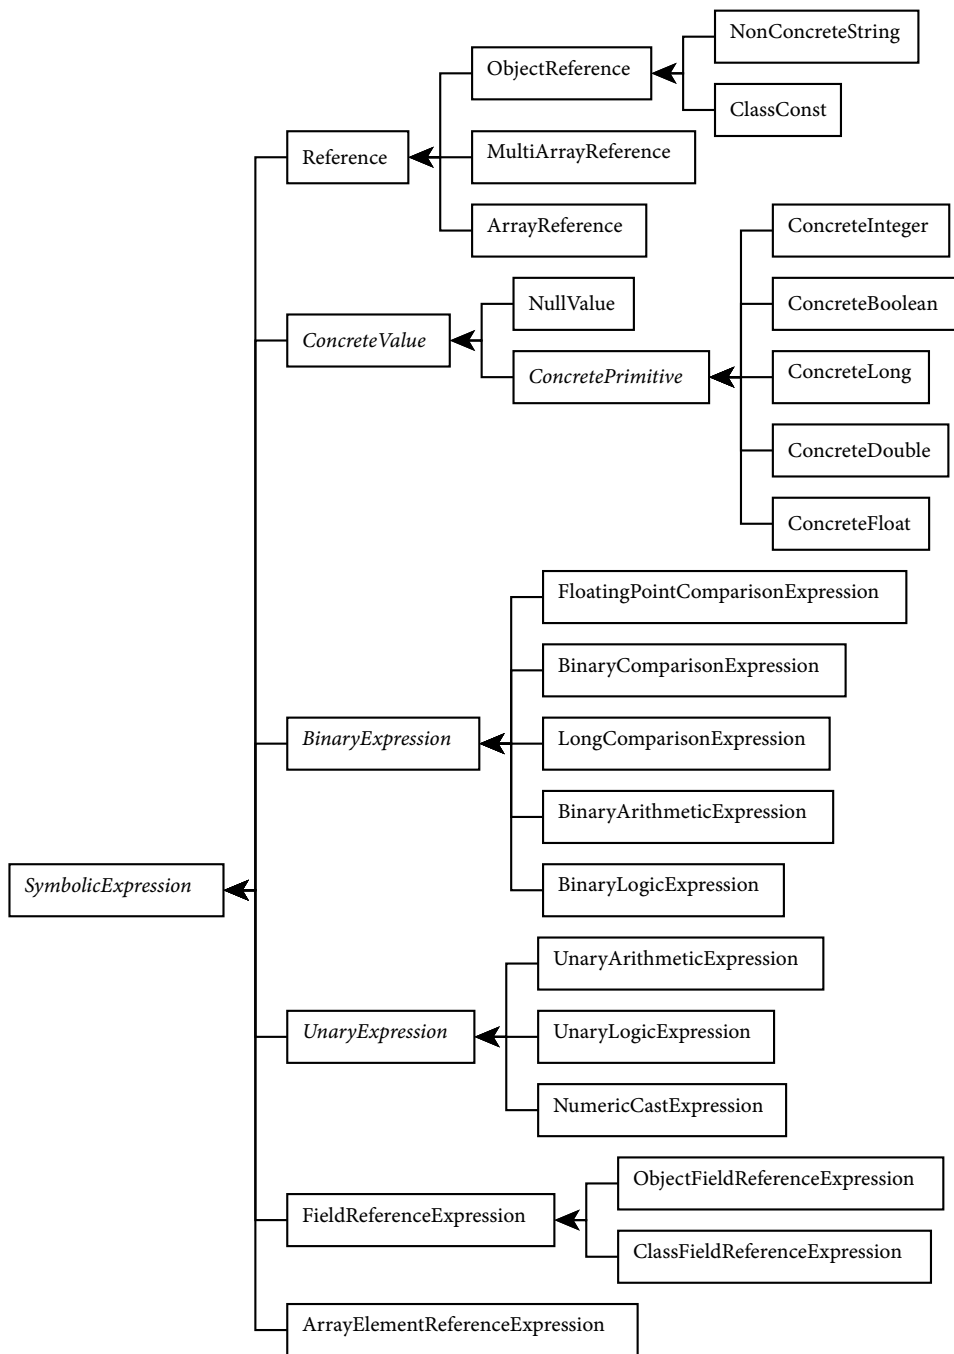 NonConcreteString
ObjectReference
ClassConst
Reference
MultiArrayReference
ArrayReference
ConcreteInteger
NullValue
ConcreteBoolean
ConcreteValue
ConcretePrimitive
ConcreteLong
ConcreteDouble
ConcreteFloat
FloatingPointComparisonExpression
BinaryComparisonExpression
BinaryExpression
LongComparisonExpression
BinaryArithmeticExpression
SymbolicExpression
BinaryLogicExpression
UnaryArithmeticExpression
UnaryExpression
UnaryLogicExpression
NumericCastExpression
ObjectFieldReferenceExpression
FieldReferenceExpression
ClassFieldReferenceExpression
ArrayElementReferenceExpression